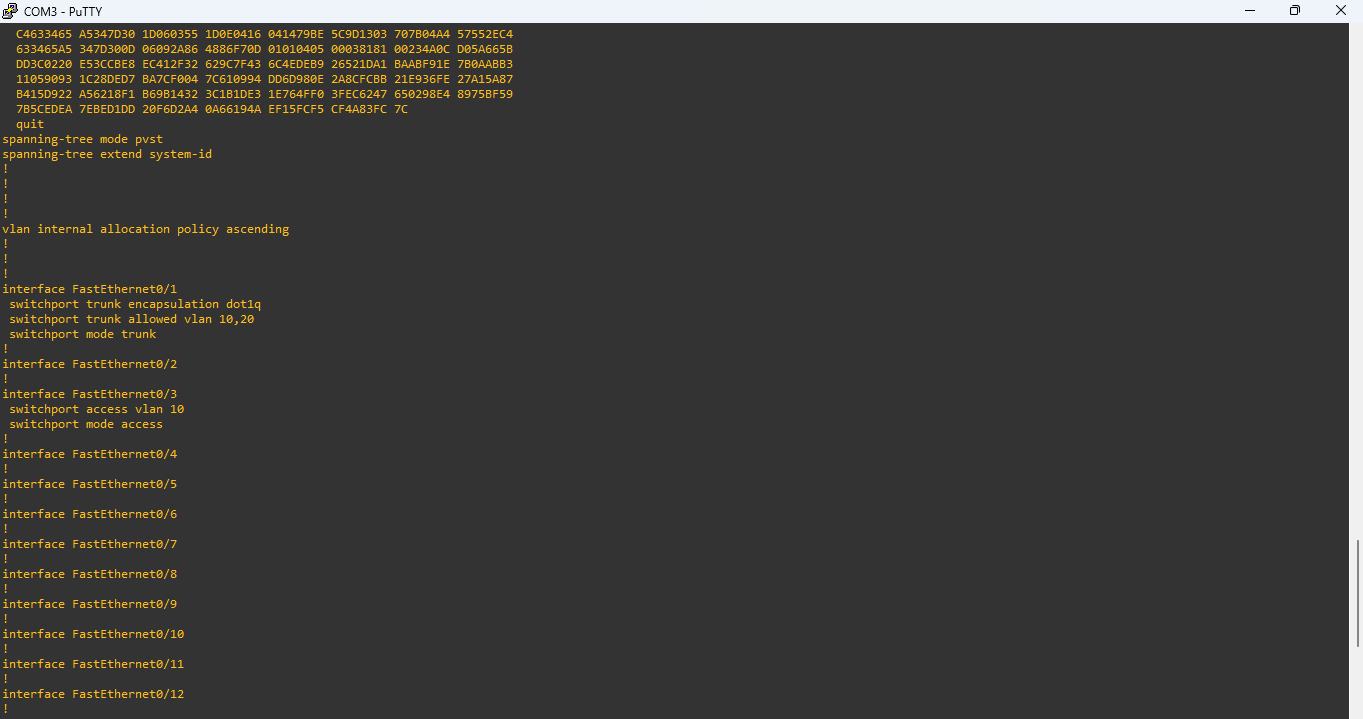 COM3 - PuTTY
C4633465 A5347D30 1D060355 1D0E0416 041479BE 5C9D1303 707B04A4 57552EC4
633465A5 347D300D 06092A86 4886F70D 01010405 00038181 00234A0C D05A665B
DD3C0220 E53CCBE8 EC412F32 629C7F43 6C4EDEB9 26521DA1 BAABF91E 7B0AABB3
11059093 1C28DED7 BA7CF004 7C610994 DD6D980E 2A8CFCBB 21E936FE 27A15A87
B415D922 A56218F1 B69B1432 3C1B1DE3 1E764FF0 3FEC6247 650298E4 8975BF59
7B5CEDEA 7EBED1DD 20F6D2A4 0A66194A EF15FCF5 CF4A83FC 7C
quit
spanning-tree mode pvst
spanning-tree extend system-id
!
!
!
!
vlan internal allocation policy ascending
!
!
!
interface FastEthernet0/1
switchport trunk encapsulation dot1q
switchport trunk allowed vlan 10,20
switchport mode trunk
!
interface FastEthernet0/2
!
interface FastEthernet0/3
switchport access vlan 10
switchport mode access
!
interface FastEthernet0/4
!
interface FastEthernet0/5
!
interface FastEthernet0/6
!
interface FastEthernet0/7
!
interface FastEthernet0/8
!
interface FastEthernet0/9
!
interface FastEthernet0/10
!
interface FastEthernet0/11
!
interface FastEthernet0/12
!